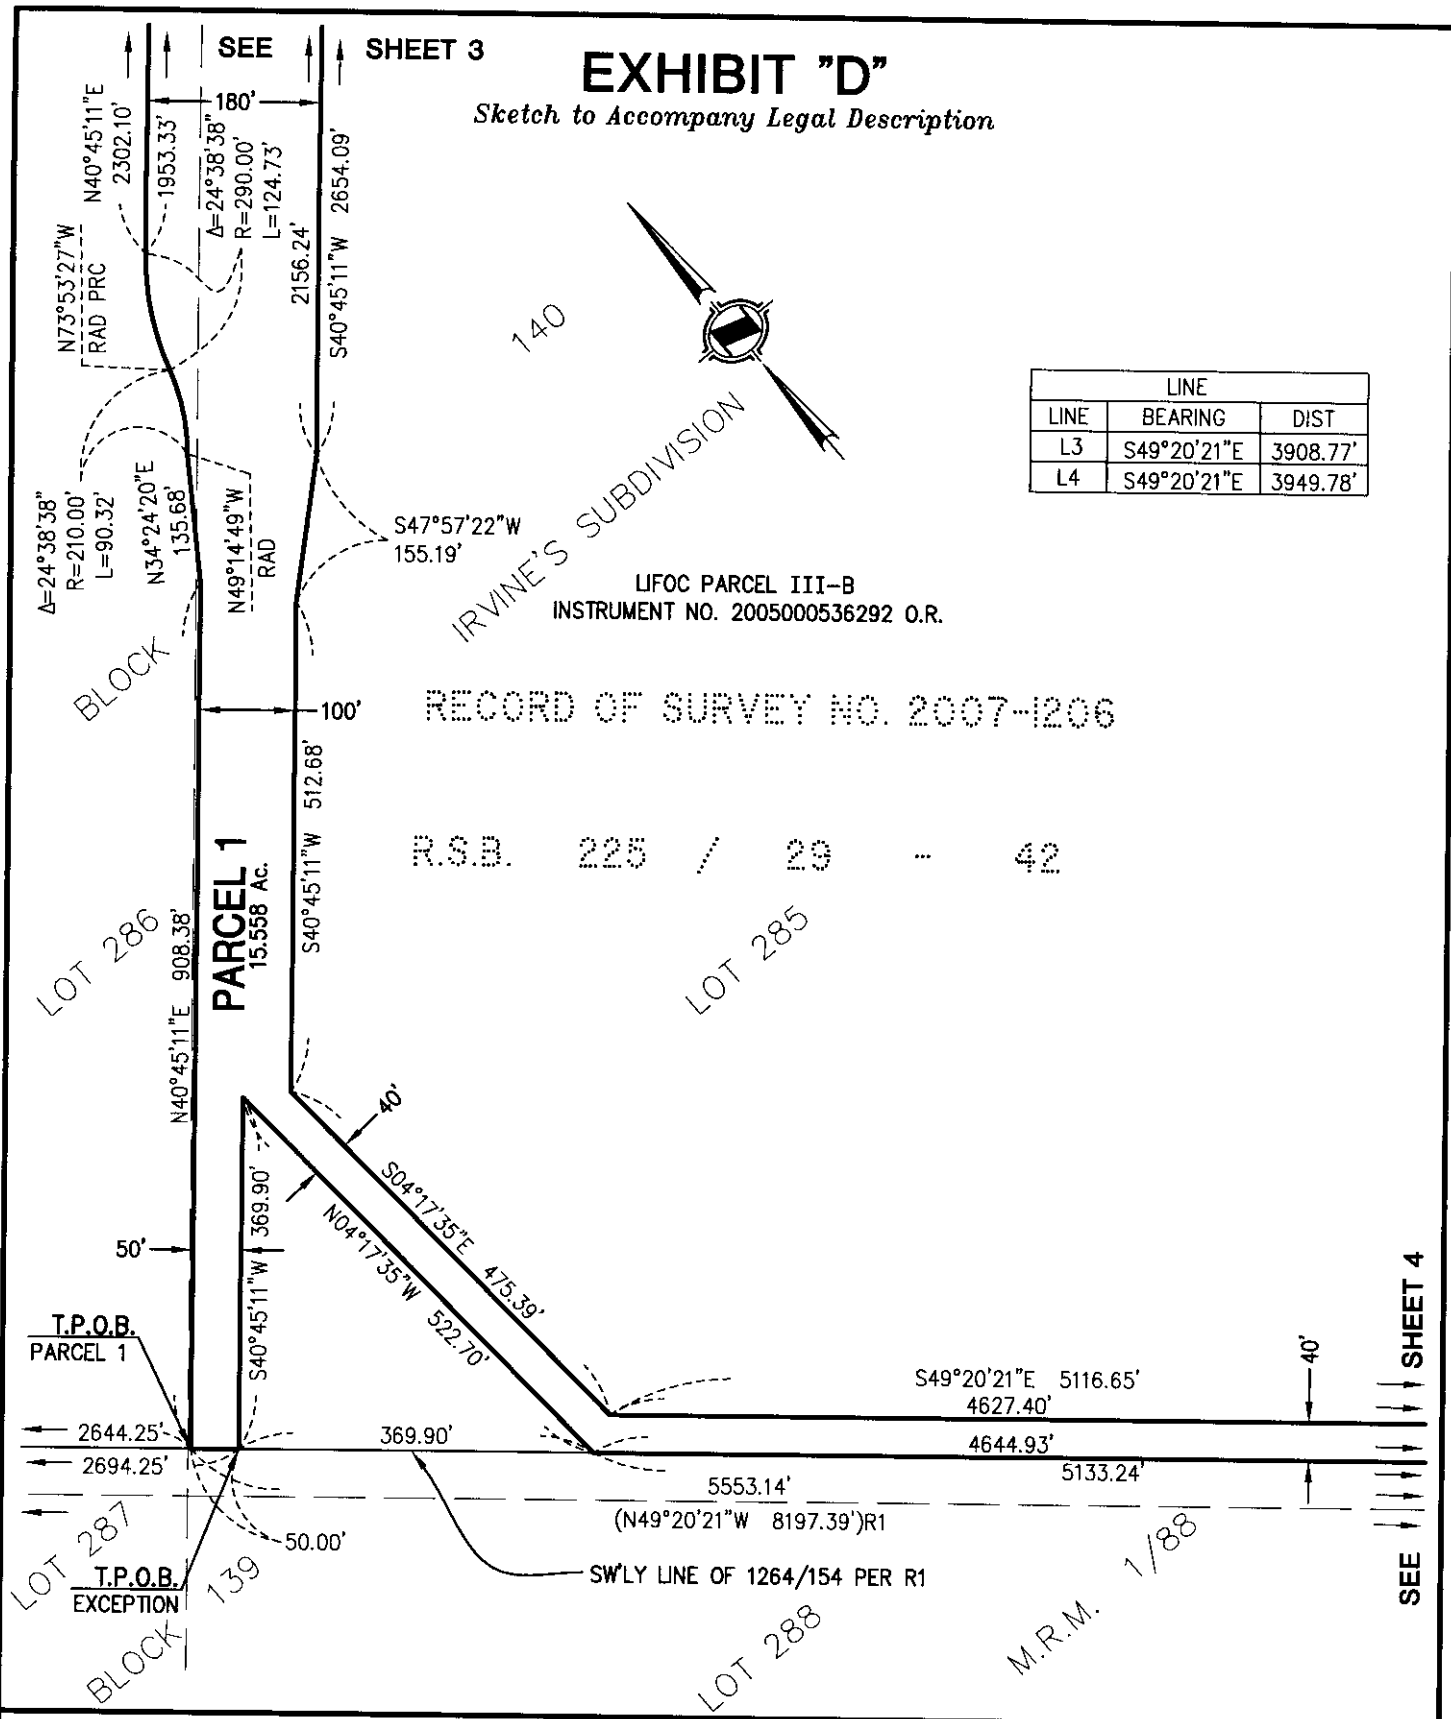 SEE SHEET 3
EXHIBIT "D"
Sketch to Accompany Legal Description
180'
N40°45'11"E
2302.10'
1953.33'
Δ=24°38'38"
R=290.00'
L=124.73'
2156.24'
S40°45'11"W 2654.09'
N73°53'27"W
RAD PRC
140
IRVINE'S SUBDIVISION
LINE
LINE BEARING DIST
L3 S49°20'21"E 3908.77'
L4 S49°20'21"E 3949.78'
Δ=24°38'38"
R=210.00'
L=90.32'
N34°24'20"E
135.68'
N49°14'49"W
RAD
S47°57'22"W
155.19'
LIFOC PARCEL III-B
INSTRUMENT NO. 2005000536292 O.R.
BLOCK
100'
RECORD OF SURVEY NO. 2007-1206
S40°45'11"W 512.68'
R.S.B. 225 / 29 - 42
PARCEL 1
15.558 Ac.
LOT 286
N40°45'11"E 908.38'
LOT 285
40'
S04°17'35"E 475.39'
N04°17'35"W 522.70'
S40°45'11"W 369.90'
50'
T.P.O.B.
PARCEL 1
S49°20'21"E 5116.65'
4627.40'
40'
SEE SHEET 4
2644.25'
369.90'
4644.93'
2694.25'
5133.24'
5553.14'
(N49°20'21"W 8197.39')R1
50.00'
LOT 287
T.P.O.B.
EXCEPTION
139
BLOCK
SW'LY LINE OF 1264/154 PER R1
LOT 288
M.R.M. 1/88